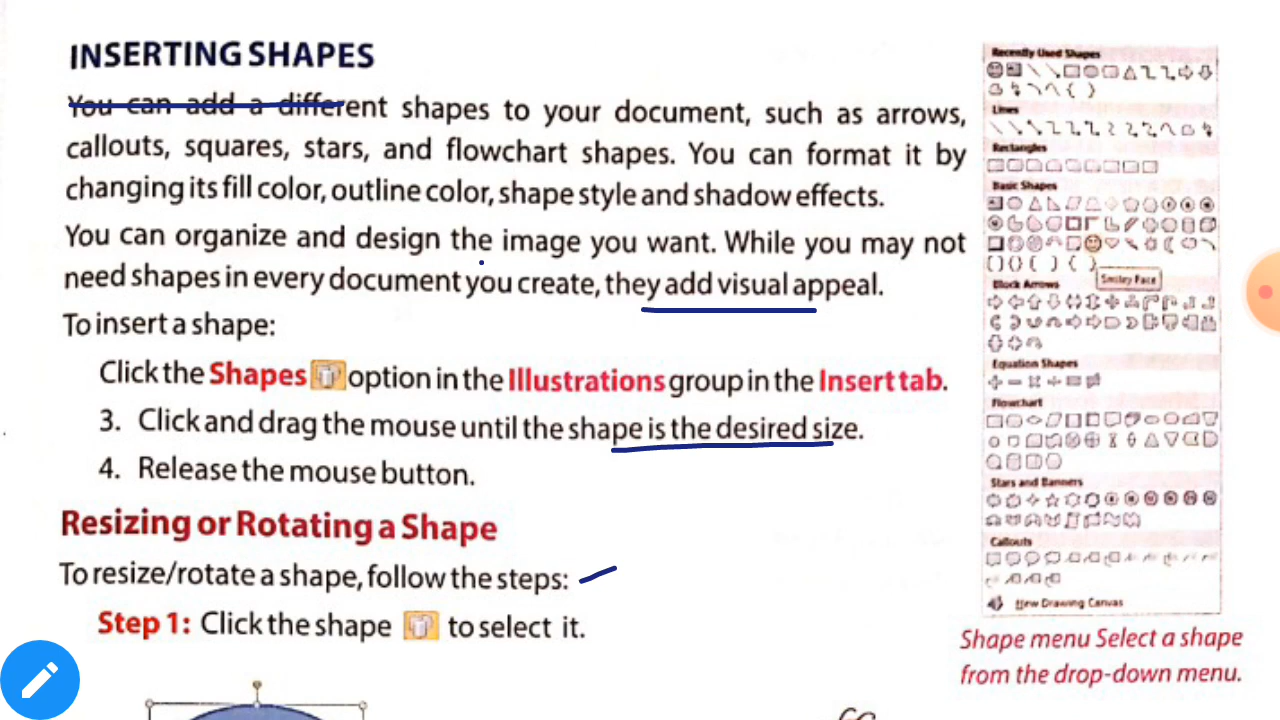 INSERTING SHAPES
You can add a different shapes to your document, such as arrows,
callouts, squares, stars, and flowchart shapes. You can format it by
changing its fill color, outline color, shape style and shadow effects.
You can organize and design the image you want. While you may not
need shapes in every document you create, they add visual appeal.
To insert a shape:
Click the Shapes option in the Illustrations group in the Insert tab.
3. Click and drag the mouse until the shape is the desired size.
4. Release the mouse button.
Resizing or Rotating a Shape
To resize/rotate a shape, follow the steps:
Step 1: Click the shape to select it.
Recently Used Shapes
Lines
Rectangles
Basic Shapes
Smiley Face
Block Arrows
Equation Shapes
Flowchart
Stars and Banners
Callouts
New Drawing Canvas
Shape menu Select a shape
from the drop-down menu.